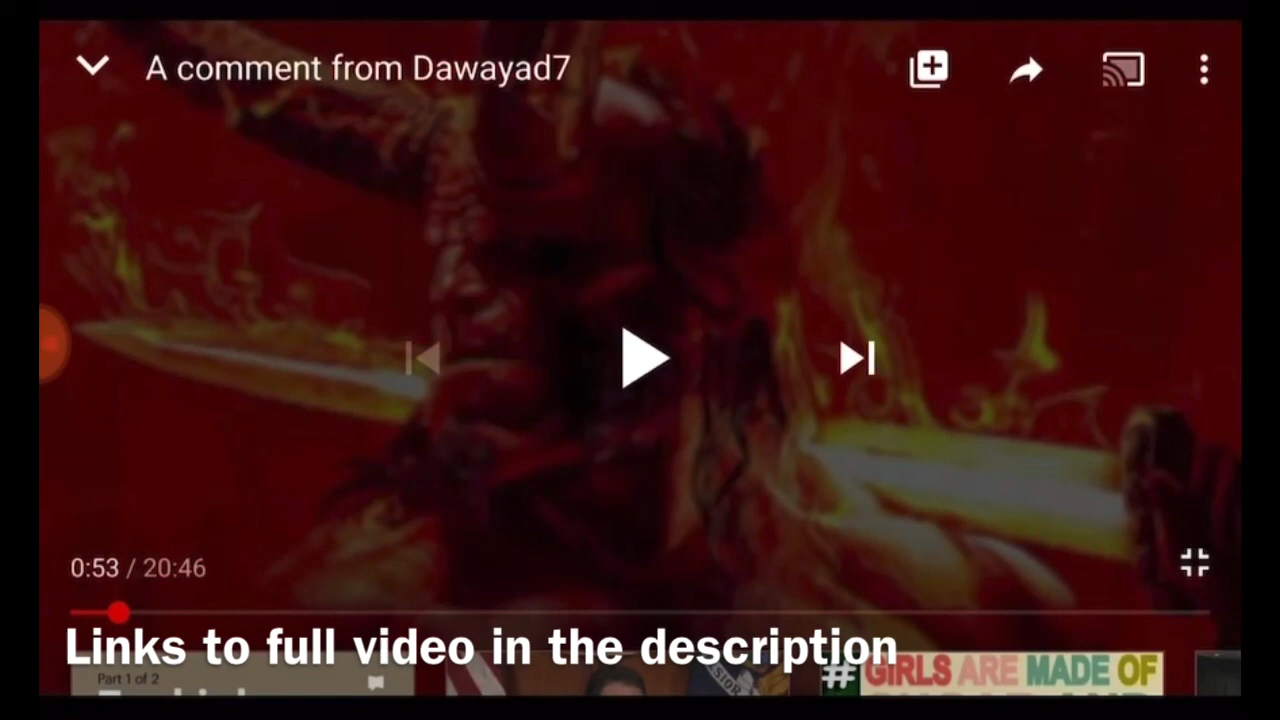 A comment from Dawayad7
0:53 / 20:46
Links to full video in the description
Part 1 of 2
# GIRLS ARE MADE OF